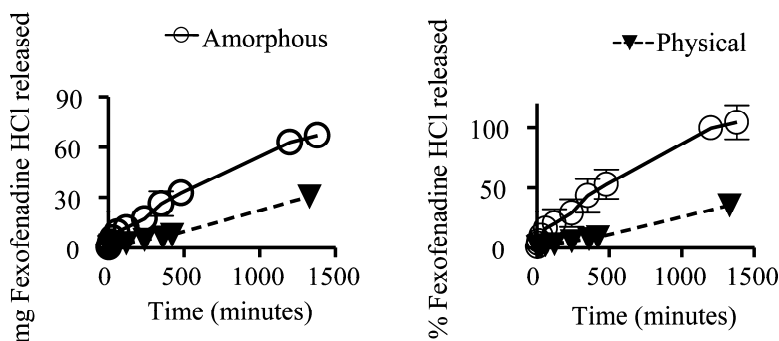 Amorphous
mg Fexofenadine HCl released
90
60
30
0
0 500 1000 1500
Time (minutes)
Physical
% Fexofenadine HCl released
100
50
0
0 500 1000 1500
Time (minutes)